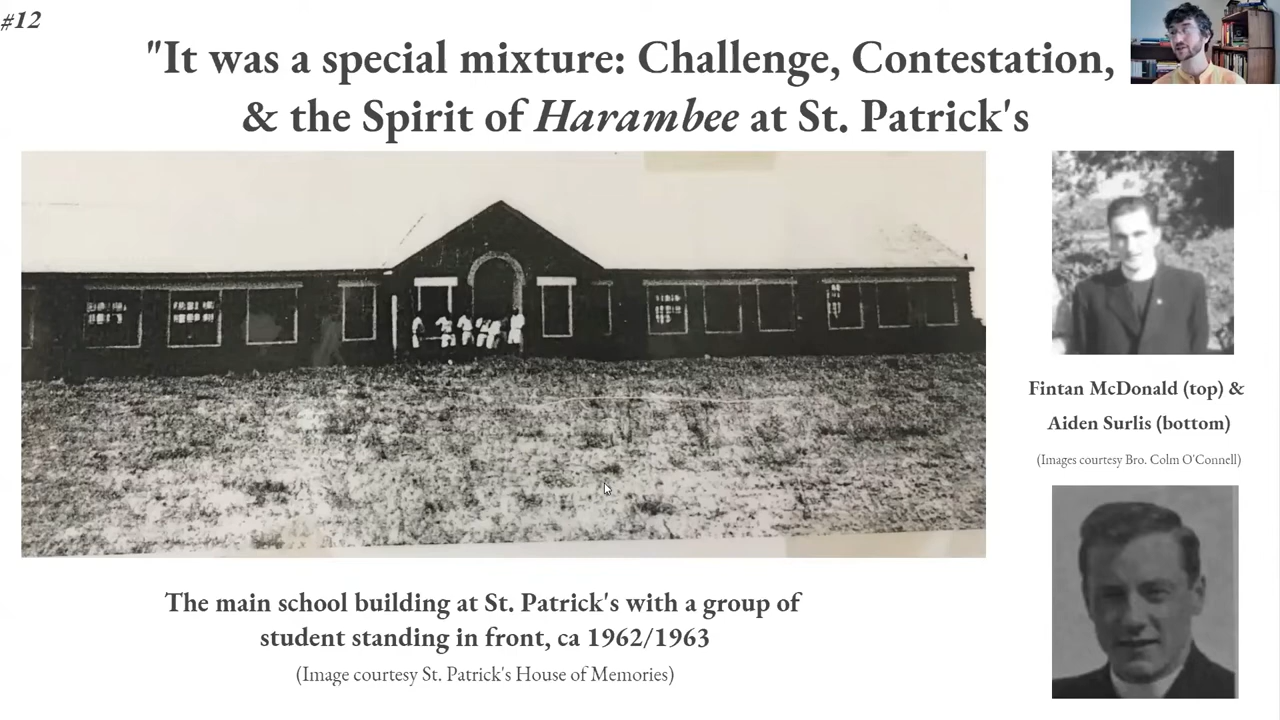 #12
"It was a special mixture: Challenge, Contestation,
& the Spirit of Harambee at St. Patrick's
Fintan McDonald (top) &
Aiden Surlis (bottom)
(Images courtesy Bro. Colm O'Connell)
The main school building at St. Patrick's with a group of
student standing in front, ca 1962/1963
(Image courtesy St. Patrick's House of Memories)